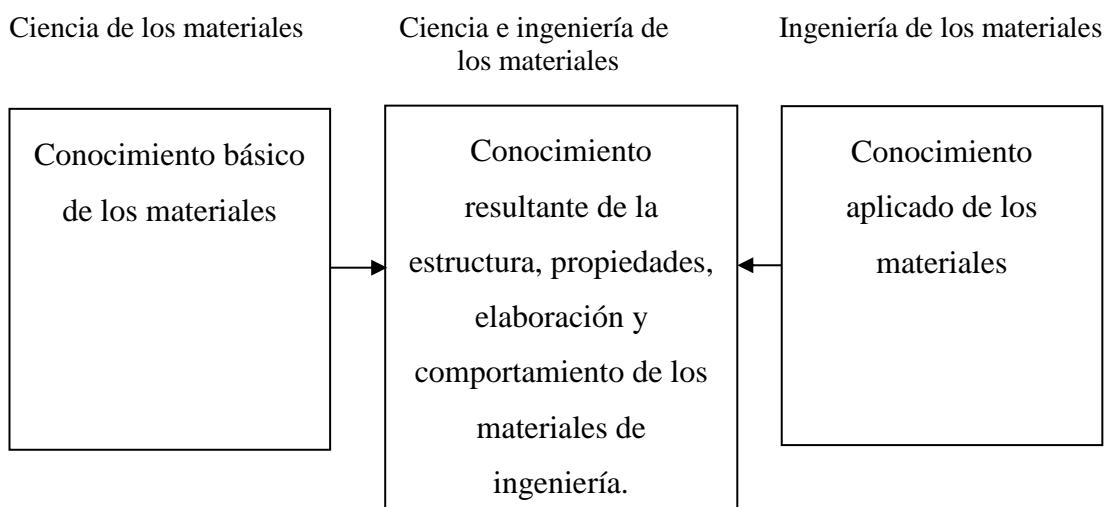 Ciencia de los materiales
Ciencia e ingeniería de
los materiales
Ingeniería de los materiales
Conocimiento básico
de los materiales
Conocimiento
resultante de la
estructura, propiedades,
elaboración y
comportamiento de los
materiales de
ingeniería.
Conocimiento
aplicado de los
materiales